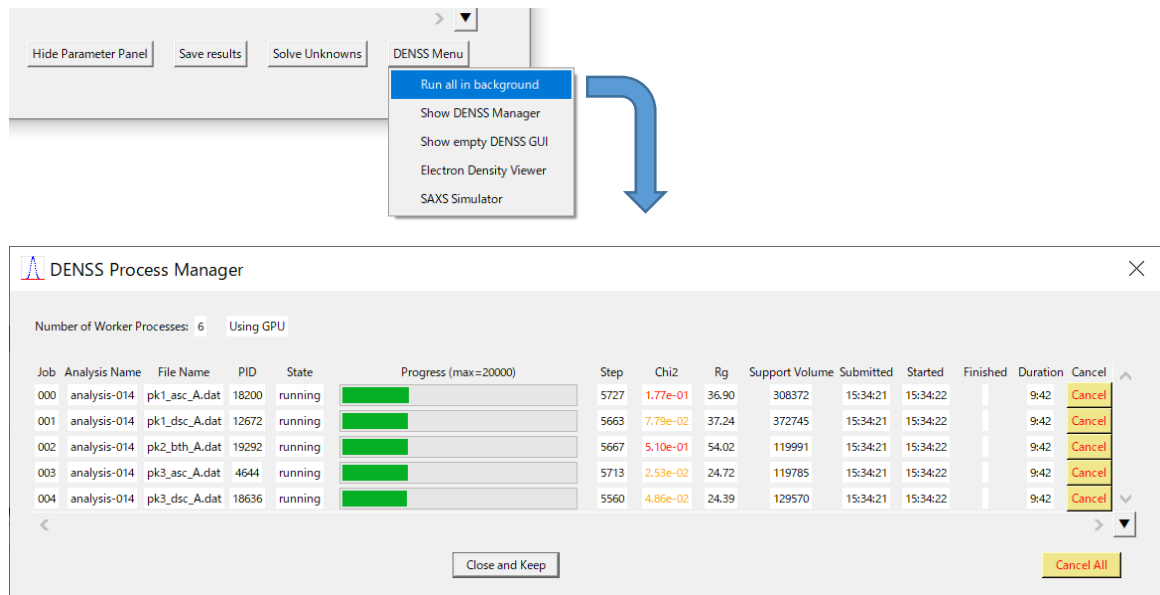 Hide Parameter Panel Save results Solve Unknowns DENSS Menu
Run all in background
Show DENSS Manager
Show empty DENSS GUI
Electron Density Viewer
SAXS Simulator
DENSS Process Manager
Number of Worker Processes: 6 Using GPU
Job Analysis Name File Name PID State Progress (max=20000) Step Chi2 Rg Support Volume Submitted Started Finished Duration Cancel
000 analysis-014 pk1_asc_A.dat 18200 running 5727 1.77e-01 36.90 308372 15:34:21 15:34:22 9:42 Cancel
001 analysis-014 pk1_dsc_A.dat 12672 running 5663 7.79e-02 37.24 372745 15:34:21 15:34:22 9:42 Cancel
002 analysis-014 pk2_bth_A.dat 19292 running 5667 5.10e-01 54.02 119991 15:34:21 15:34:22 9:42 Cancel
003 analysis-014 pk3_asc_A.dat 4644 running 5713 2.53e-02 24.72 119785 15:34:21 15:34:22 9:42 Cancel
004 analysis-014 pk3_dsc_A.dat 18636 running 5560 4.86e-02 24.39 129570 15:34:21 15:34:22 9:42 Cancel
Close and Keep Cancel All